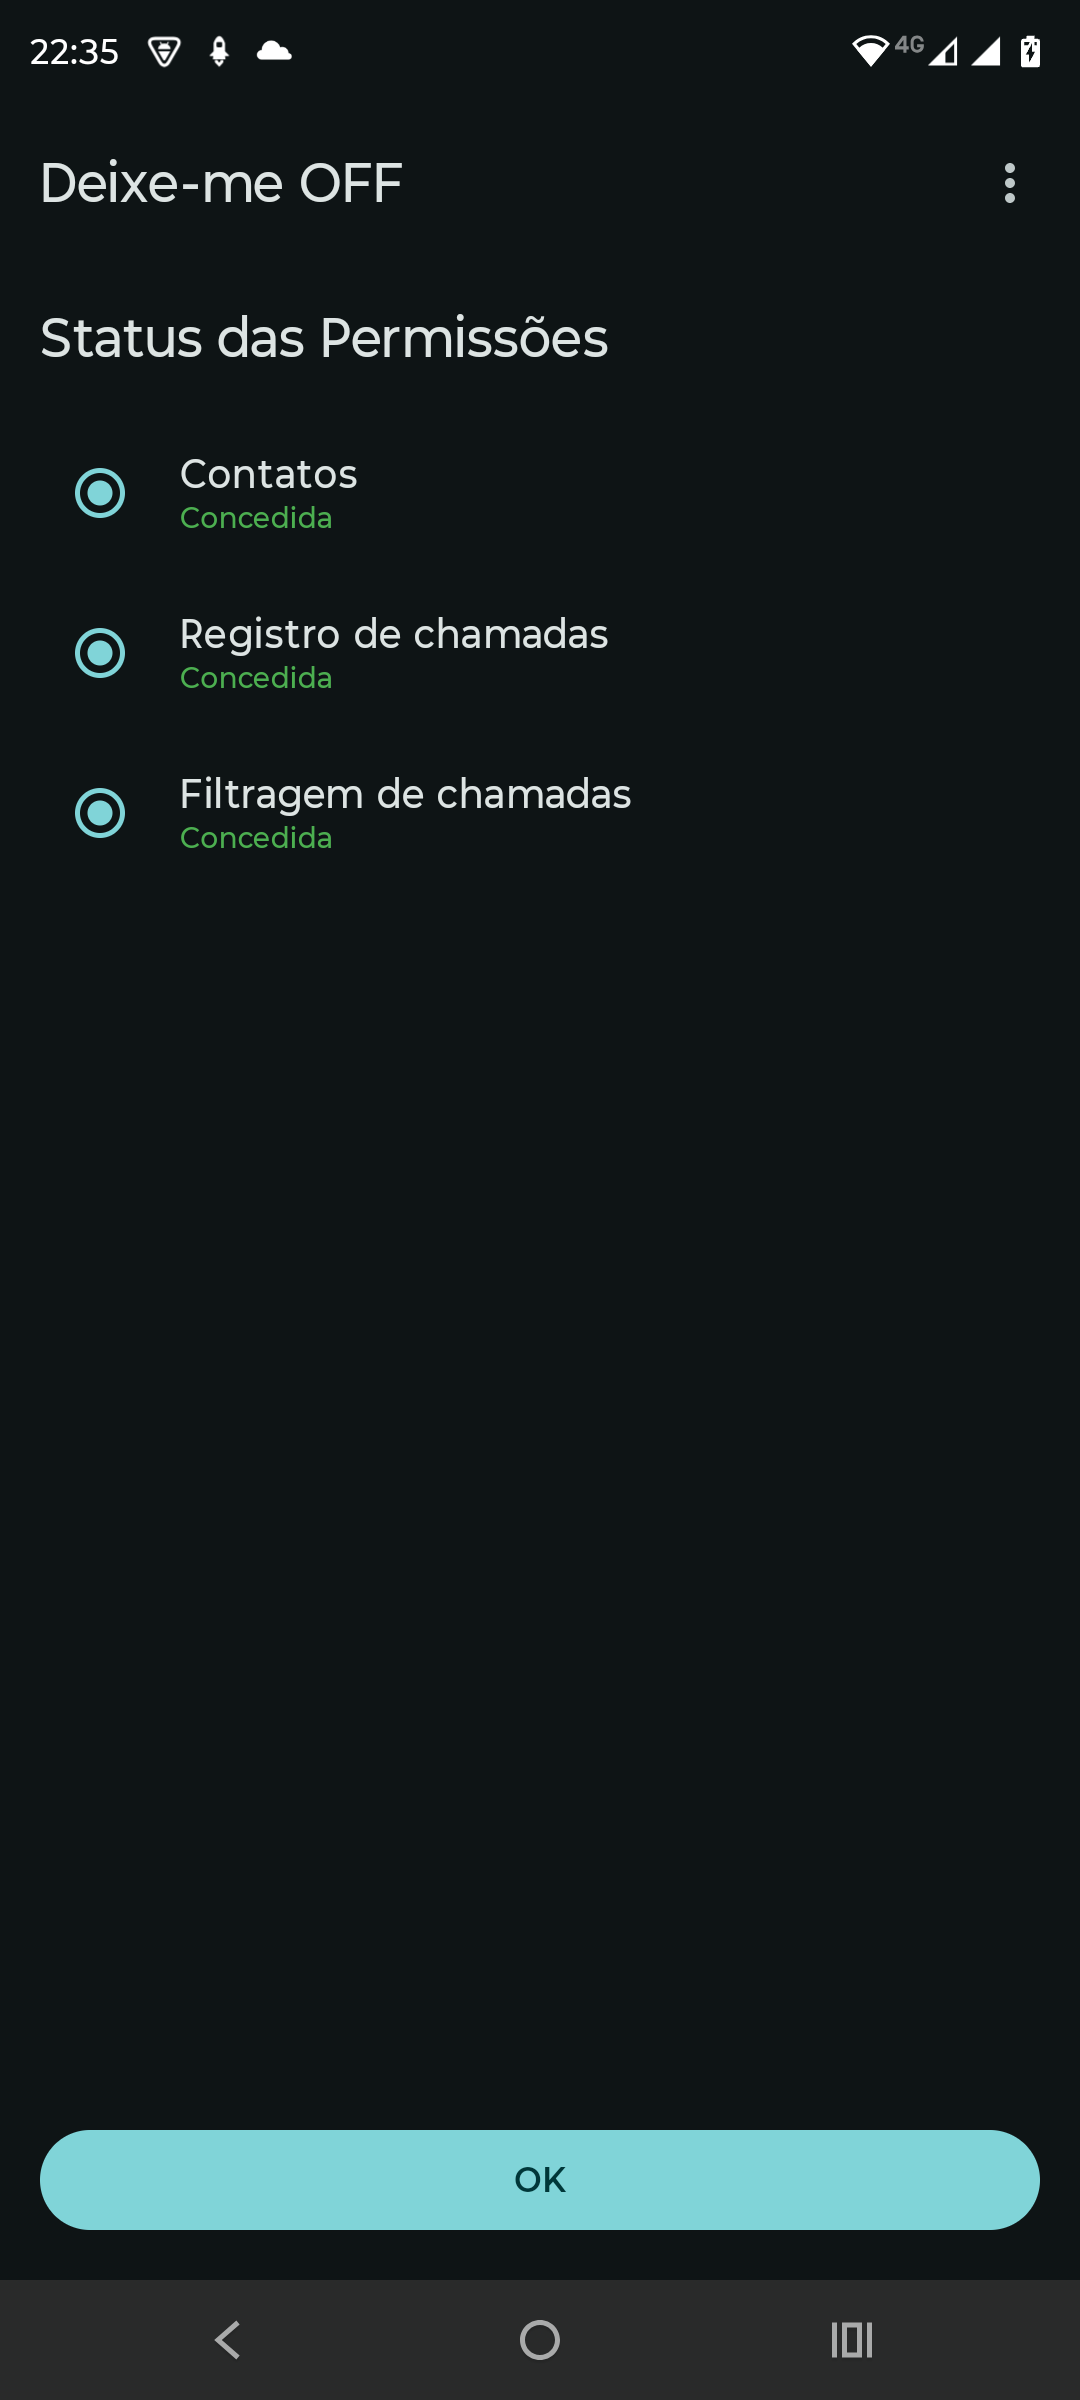 22:35
4G
Deixe-me OFF
Status das Permissões
Contatos
Concedida
Registro de chamadas
Concedida
Filtragem de chamadas
Concedida
OK